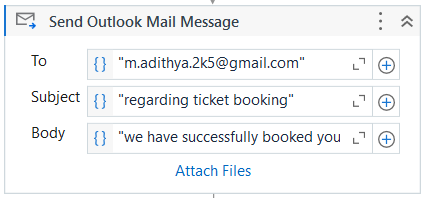 Send Outlook Mail Message
To
"m.adithya.2k5@gmail.com"
Subject
"regarding ticket booking"
Body
"we have successfully booked you
Attach Files